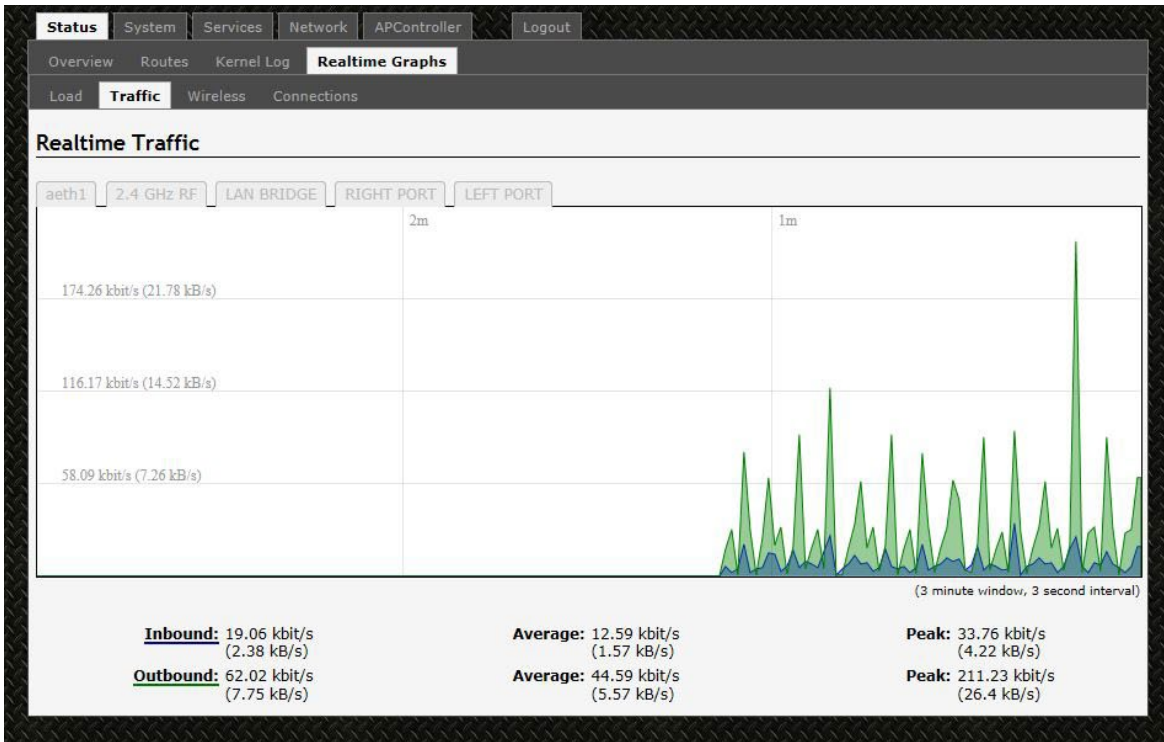 Status System Services Network APController Logout
Overview Routes Kernel Log Realtime Graphs
Load Traffic Wireless Connections
Realtime Traffic
aeth1 2.4 GHz RF LAN BRIDGE RIGHT PORT LEFT PORT
2m 1m
174.26 kbit/s (21.78 kB/s)
116.17 kbit/s (14.52 kB/s)
58.09 kbit/s (7.26 kB/s)
(3 minute window, 3 second interval)
Inbound: 19.06 kbit/s Average: 12.59 kbit/s Peak: 33.76 kbit/s
(2.38 kB/s) (1.57 kB/s) (4.22 kB/s)
Outbound: 62.02 kbit/s Average: 44.59 kbit/s Peak: 211.23 kbit/s
(7.75 kB/s) (5.57 kB/s) (26.4 kB/s)